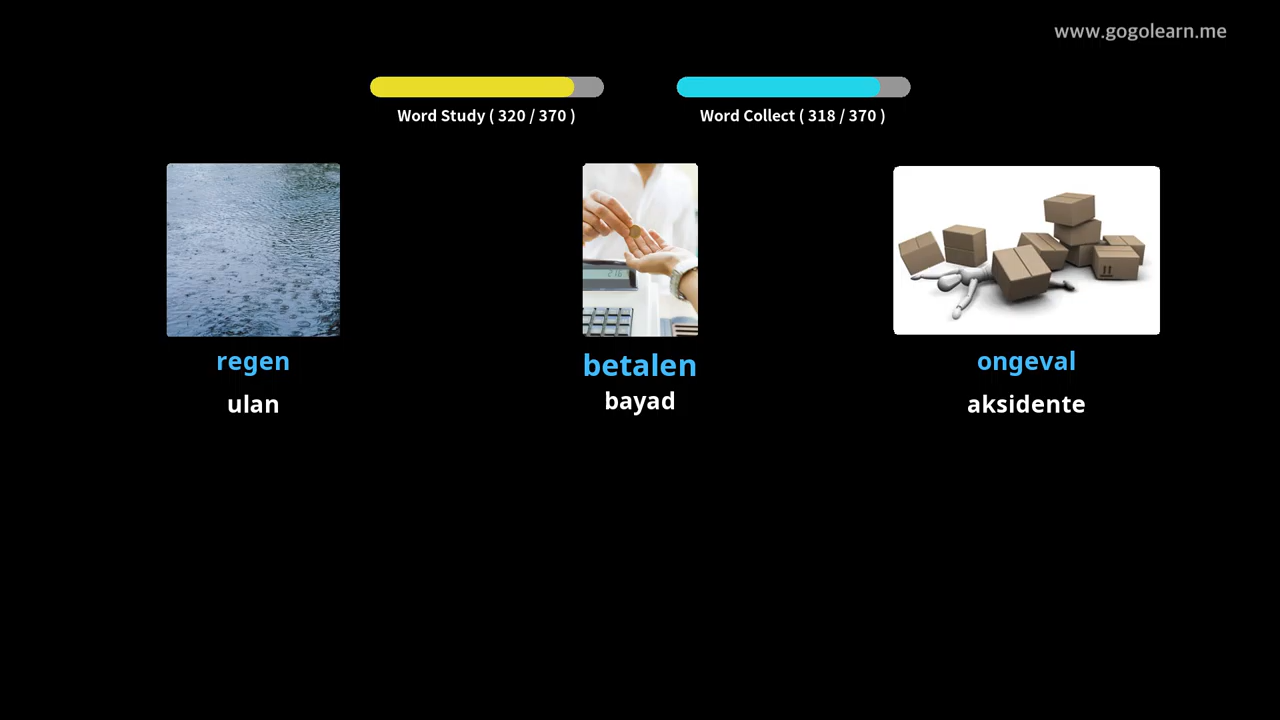 www.gogolearn.me
Word Study ( 320 / 370 )
Word Collect ( 318 / 370 )
regen
betalen
ongeval
ulan
bayad
aksidente